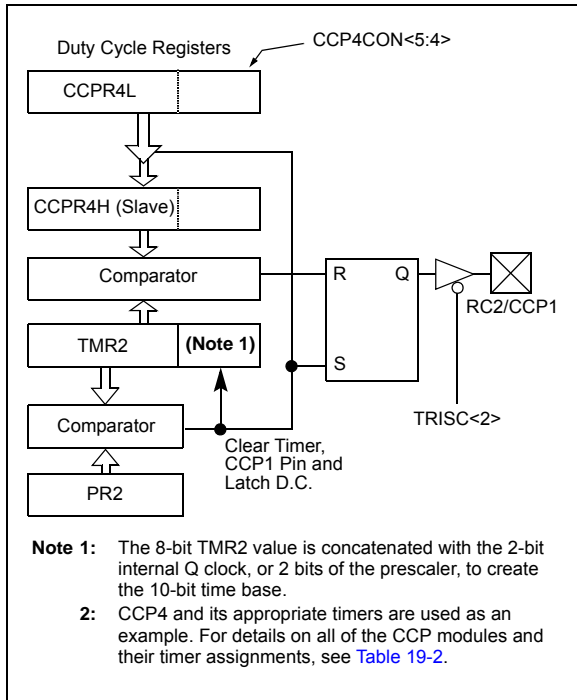 Duty Cycle Registers
CCP4CON<5:4>
CCPR4L
CCPR4H (Slave)
Comparator
R
Q
RC2/CCP1
TMR2
(Note 1)
S
TRISC<2>
Comparator
Clear Timer,
CCP1 Pin and
Latch D.C.
PR2
Note 1: The 8-bit TMR2 value is concatenated with the 2-bit
internal Q clock, or 2 bits of the prescaler, to create
the 10-bit time base.
2: CCP4 and its appropriate timers are used as an
example. For details on all of the CCP modules and
their timer assignments, see Table 19-2.